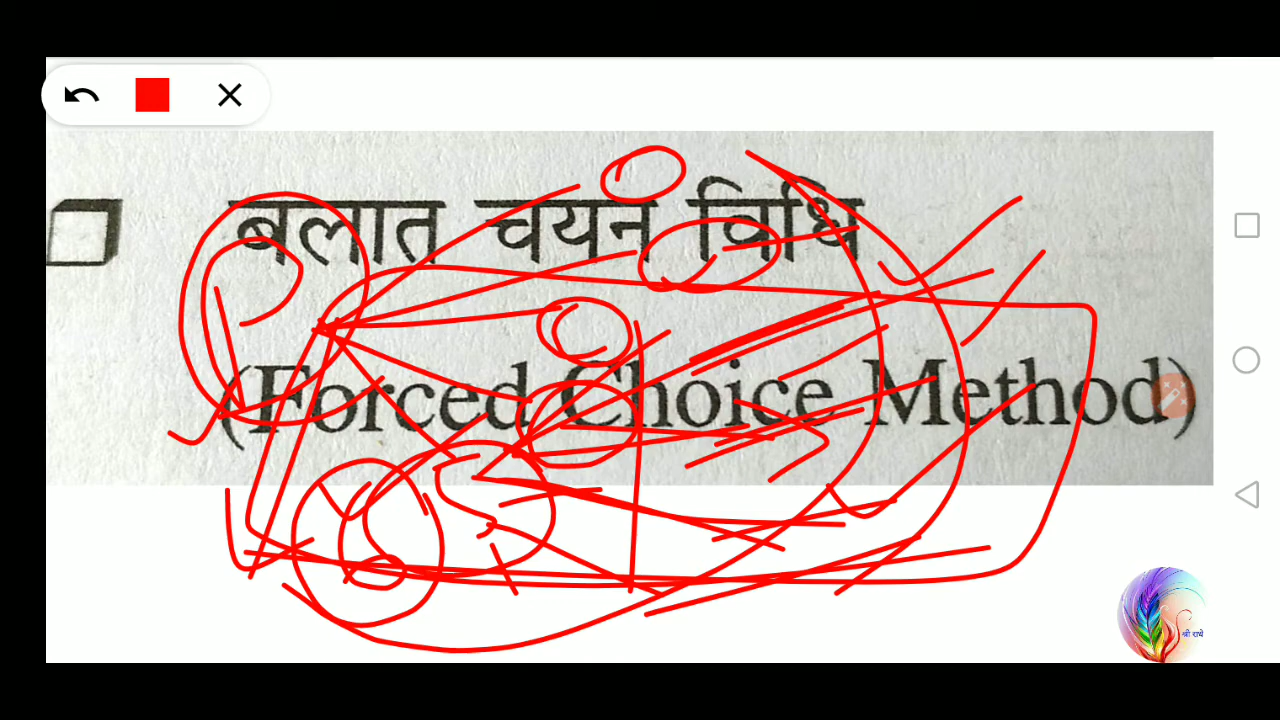 बलात चयन विधि
(Forced Choice Method)
श्री राधे